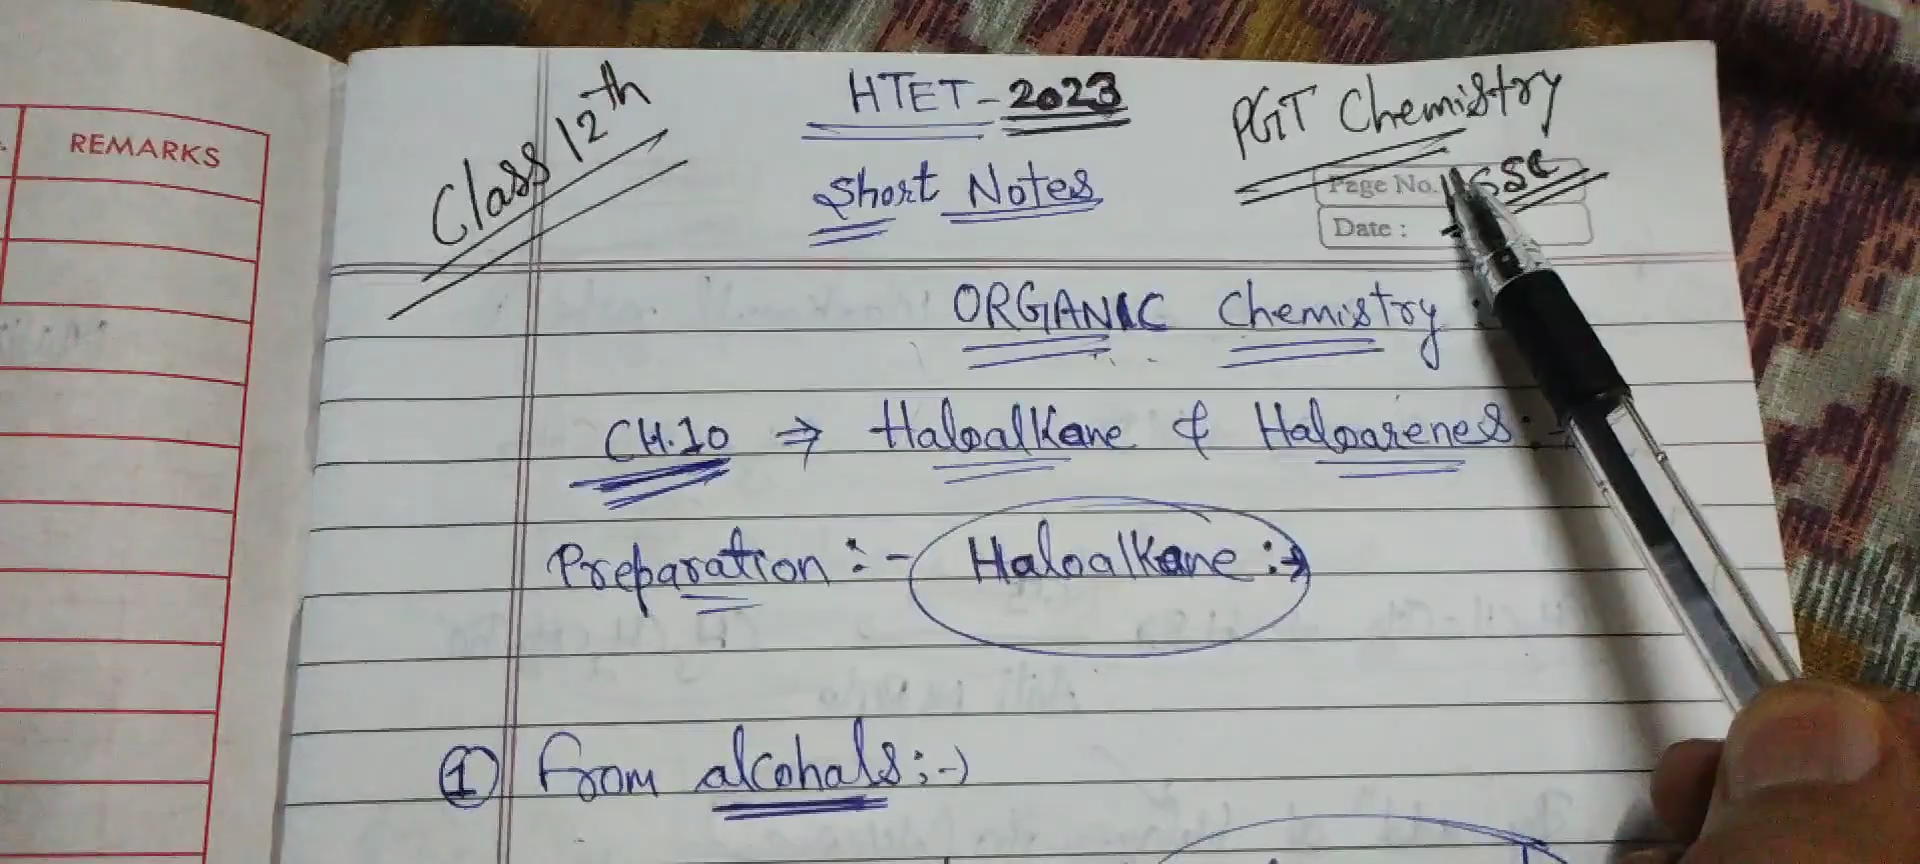 REMARKS
Class 12th
HTET-2023
Short Notes
PGT Chemistry
HSSC
Page No.
Date :
ORGANIC Chemistry :
CH.10 ⇒ Haloalkane & Haloarenes :→
Preparation :- Haloalkane :→
① From alcohals :-)